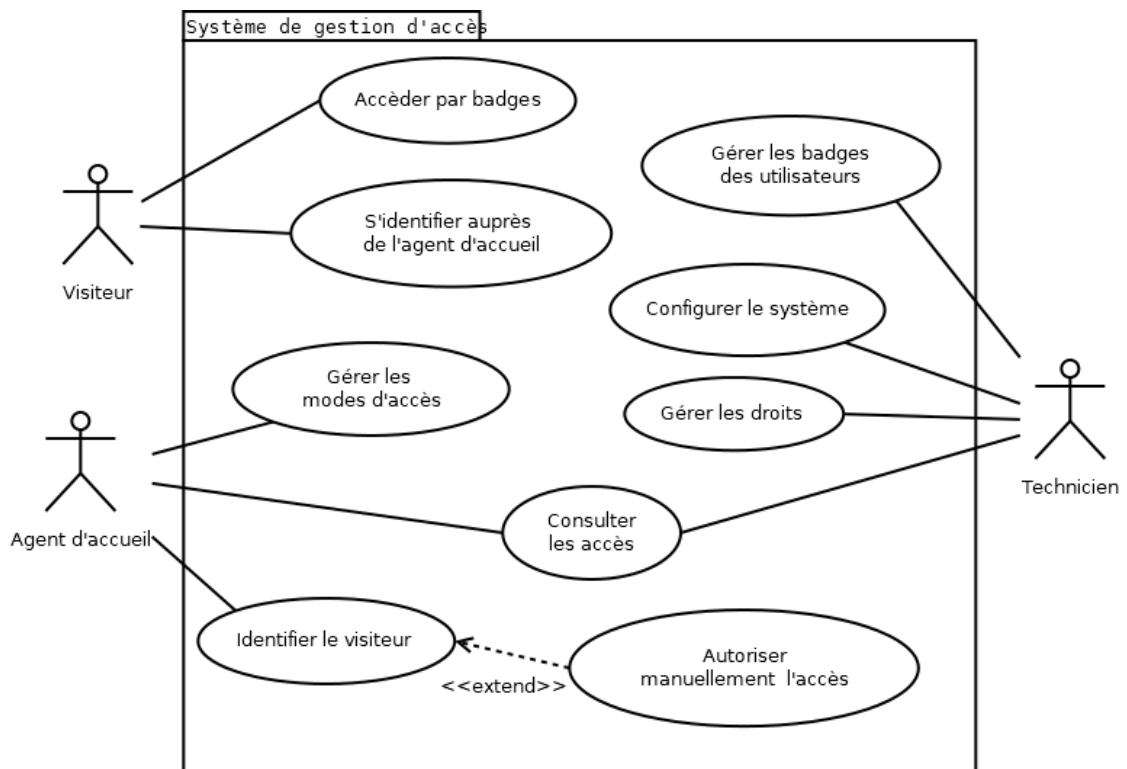 Système de gestion d'accès
Accèder par badges
Gérer les badges
des utilisateurs
S'identifier auprès
de l'agent d'accueil
Visiteur
Configurer le système
Gérer les
modes d'accès
Gérer les droits
Technicien
Agent d'accueil
Consulter
les accès
Identifier le visiteur
<<extend>>
Autoriser
manuellement l'accès